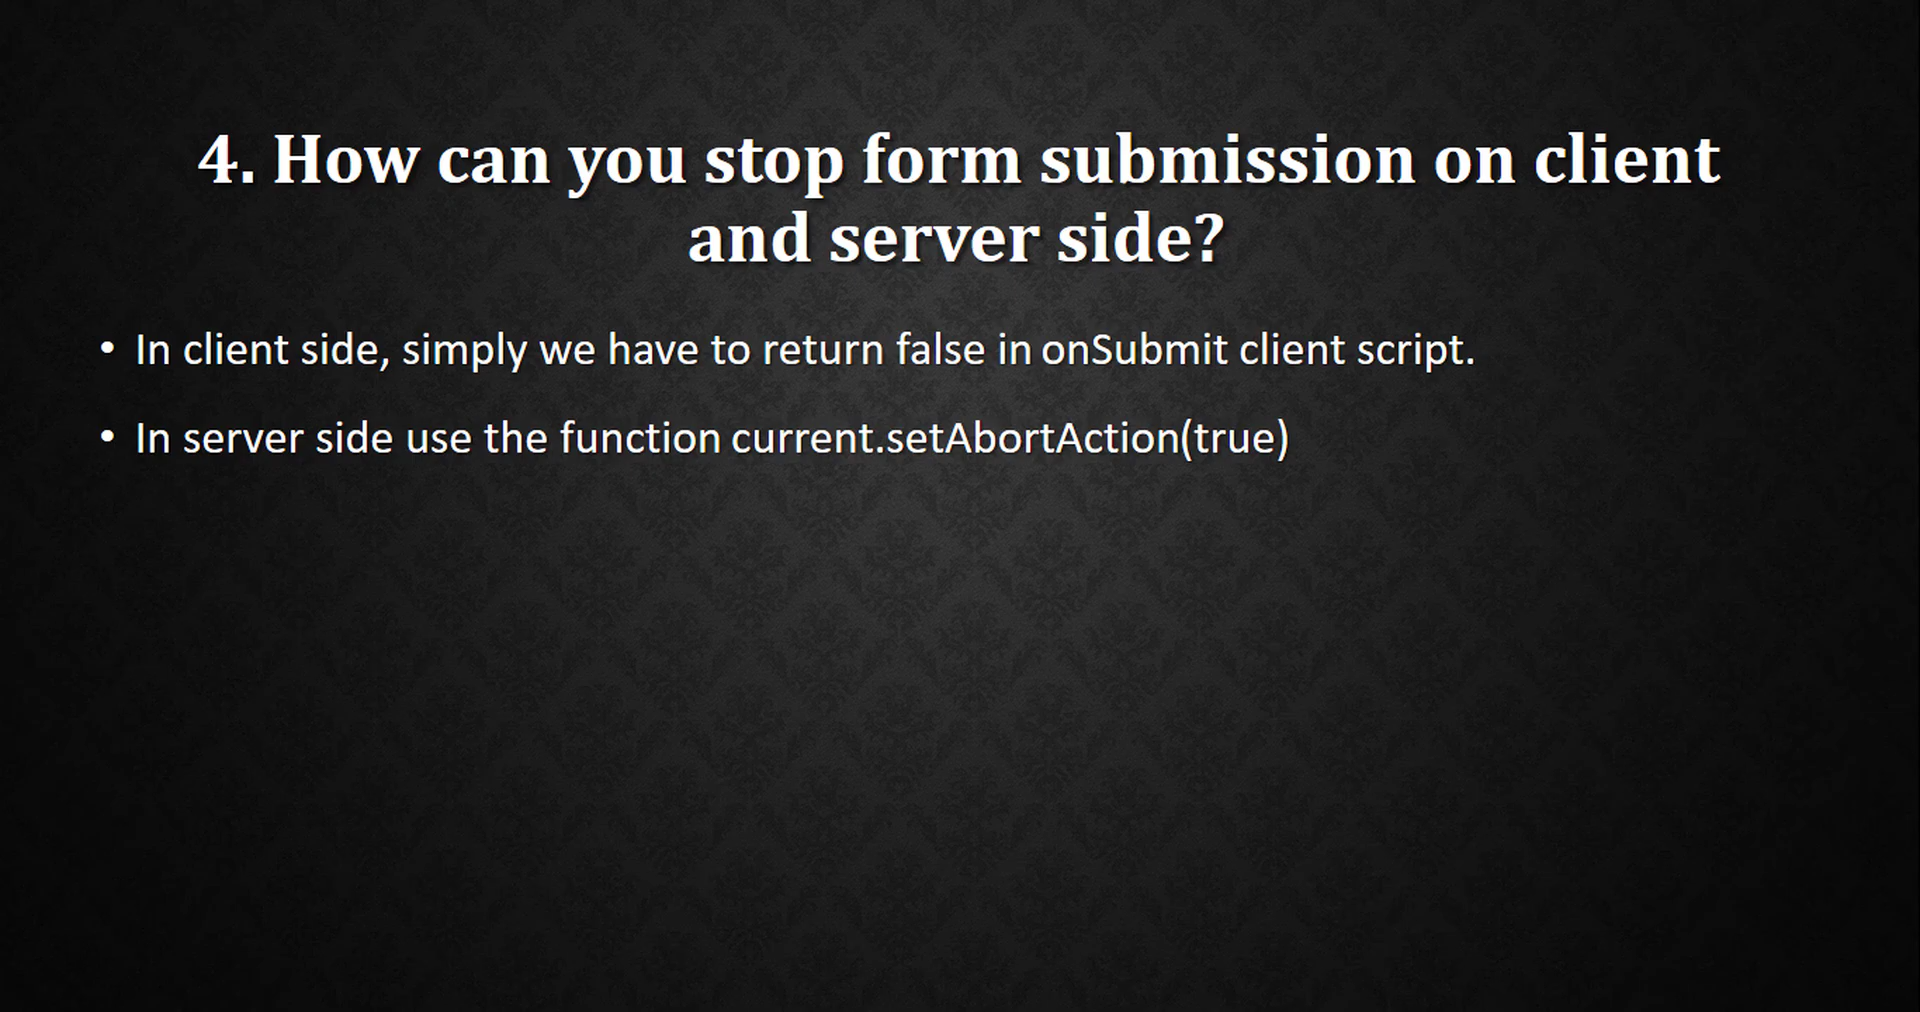 4. How can you stop form submission on client
and server side?
• In client side, simply we have to return false in onSubmit client script.
• In server side use the function current.setAbortAction(true)